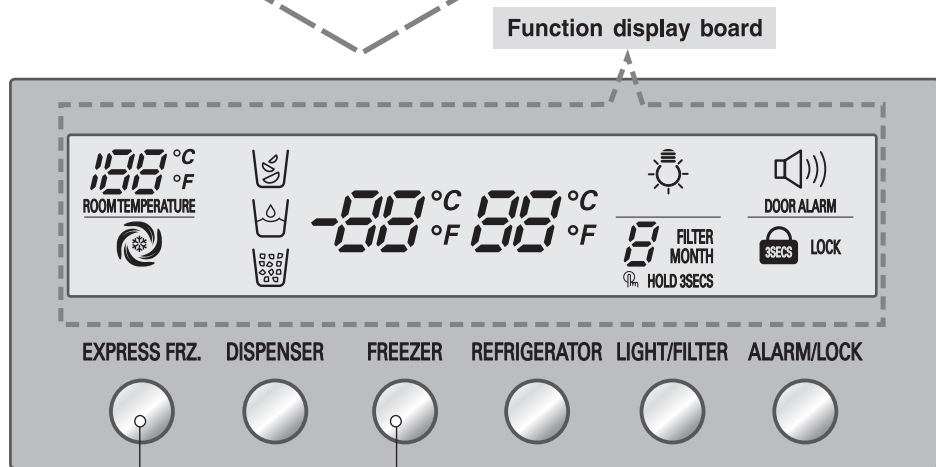 Function display board
188 °C °F
ROOM TEMPERATURE
-88 °C °F 88 °C °F
8 FILTER MONTH
HOLD 3SECS
DOOR ALARM
3SECS LOCK
EXPRESS FRZ. DISPENSER FREEZER REFRIGERATOR LIGHT/FILTER ALARM/LOCK